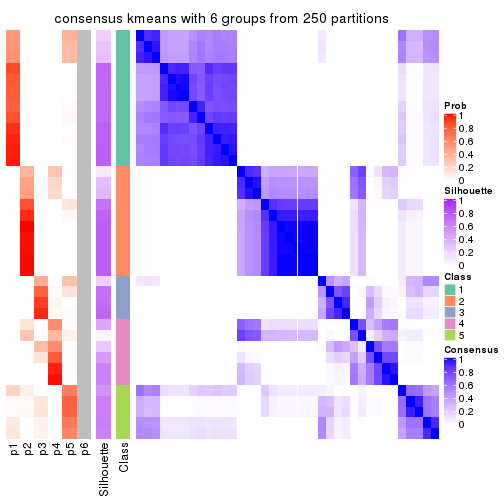 consensus kmeans with 6 groups from 250 partitions
Prob
1
0.8
0.6
0.4
0.2
0
Silhouette
1
0.8
0.6
0.4
0.2
0
Class
1
2
3
4
5
Consensus
1
0.8
0.6
0.4
0.2
0
p1
p2
p3
p4
p5
p6
Silhouette
Class